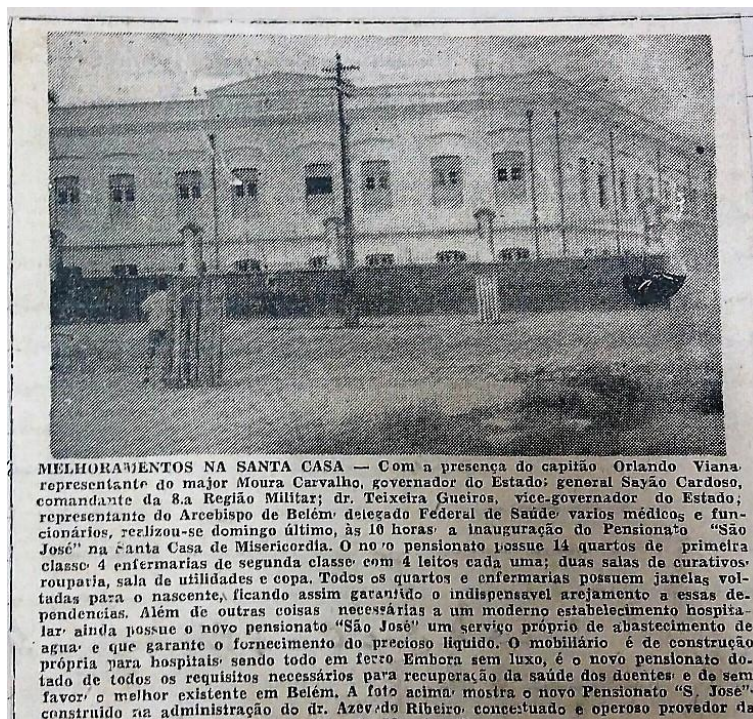 MELHORAMENTOS NA SANTA CASA — Com a presença do capitão Orlando Viana,
representante do major Moura Carvalho, governador do Estado; general Sayão Cardoso,
comandante da 8.a Região Militar; dr. Teixeira Gueiros, vice-governador do Estado;
representante do Arcebispo de Belém, delegado Federal de Saúde, varios médicos e fun-
cionários, realizou-se domingo último, às 10 horas, a inauguração do Pensionato "São
José" na Santa Casa de Misericordia. O novo pensionato possue 14 quartos de primeira
classe, 4 enfermarias de segunda classe com 4 leitos cada uma; duas salas de curativos,
rouparia, sala de utilidades e copa. Todos os quartos e enfermarias possuem janelas vol-
tadas para o nascente, ficando assim garantido o indispensavel arejamento a essas de-
pendencias. Além de outras coisas necessárias a um moderno estabelecimento hospita-
lar, ainda possue o novo pensionato "São José" um serviço próprio de abastecimento de
agua, e que garante o fornecimento do precioso liquido. O mobiliário é de construção
própria para hospitais, sendo todo em ferro Embora sem luxo, é o novo pensionato do-
tado de todos os requisitos necessários para recuperação da saúde dos doentes, e de sem
favor, o melhor existente em Belém. A foto acima, mostra o novo Pensionato "S. José"
construido na administração do dr. Azevedo Ribeiro, conceituado e operoso provedor da